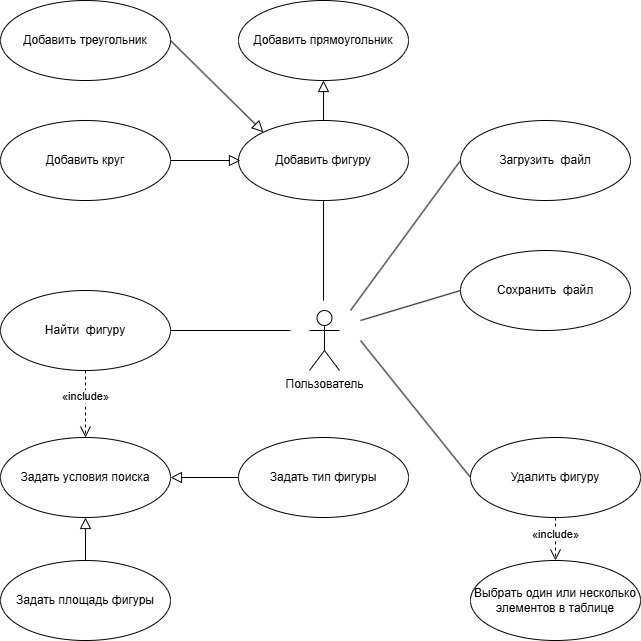 Добавить треугольник
Добавить прямоугольник
Добавить круг
Добавить фигуру
Загрузить файл
Сохранить файл
Найти фигуру
Пользователь
«include»
Задать условия поиска
Задать тип фигуры
Удалить фигуру
«include»
Задать площадь фигуры
Выбрать один или несколько
элементов в таблице